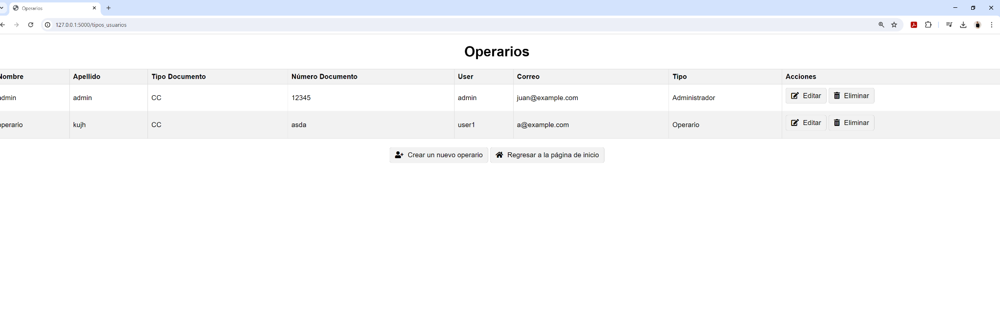 Operarios
127.0.0.1:5000/tipos_usuarios
Operarios
Nombre Apellido Tipo Documento Número Documento User Correo Tipo Acciones
admin admin CC 12345 admin juan@example.com Administrador Editar Eliminar
operario kujh CC asda user1 a@example.com Operario Editar Eliminar
Crear un nuevo operario Regresar a la página de inicio